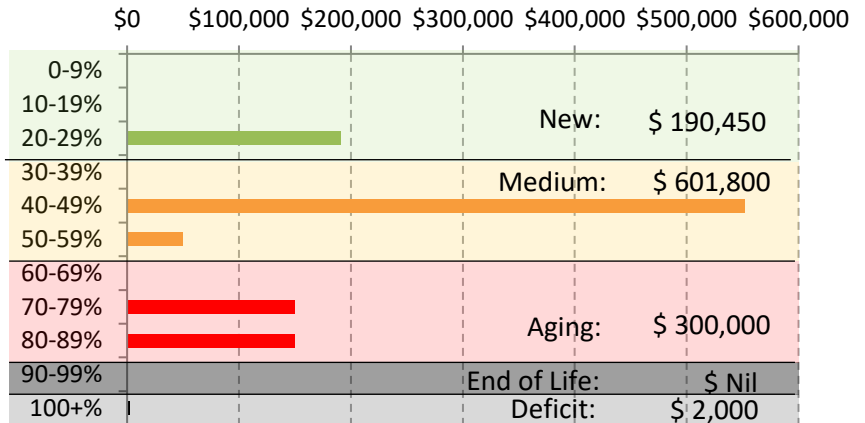 $0 $100,000 $200,000 $300,000 $400,000 $500,000 $600,000
0-9%
10-19%
New: $ 190,450
20-29%
30-39%
Medium: $ 601,800
40-49%
50-59%
60-69%
70-79%
Aging: $ 300,000
80-89%
90-99%
End of Life: $ Nil
100+% Deficit: $ 2,000